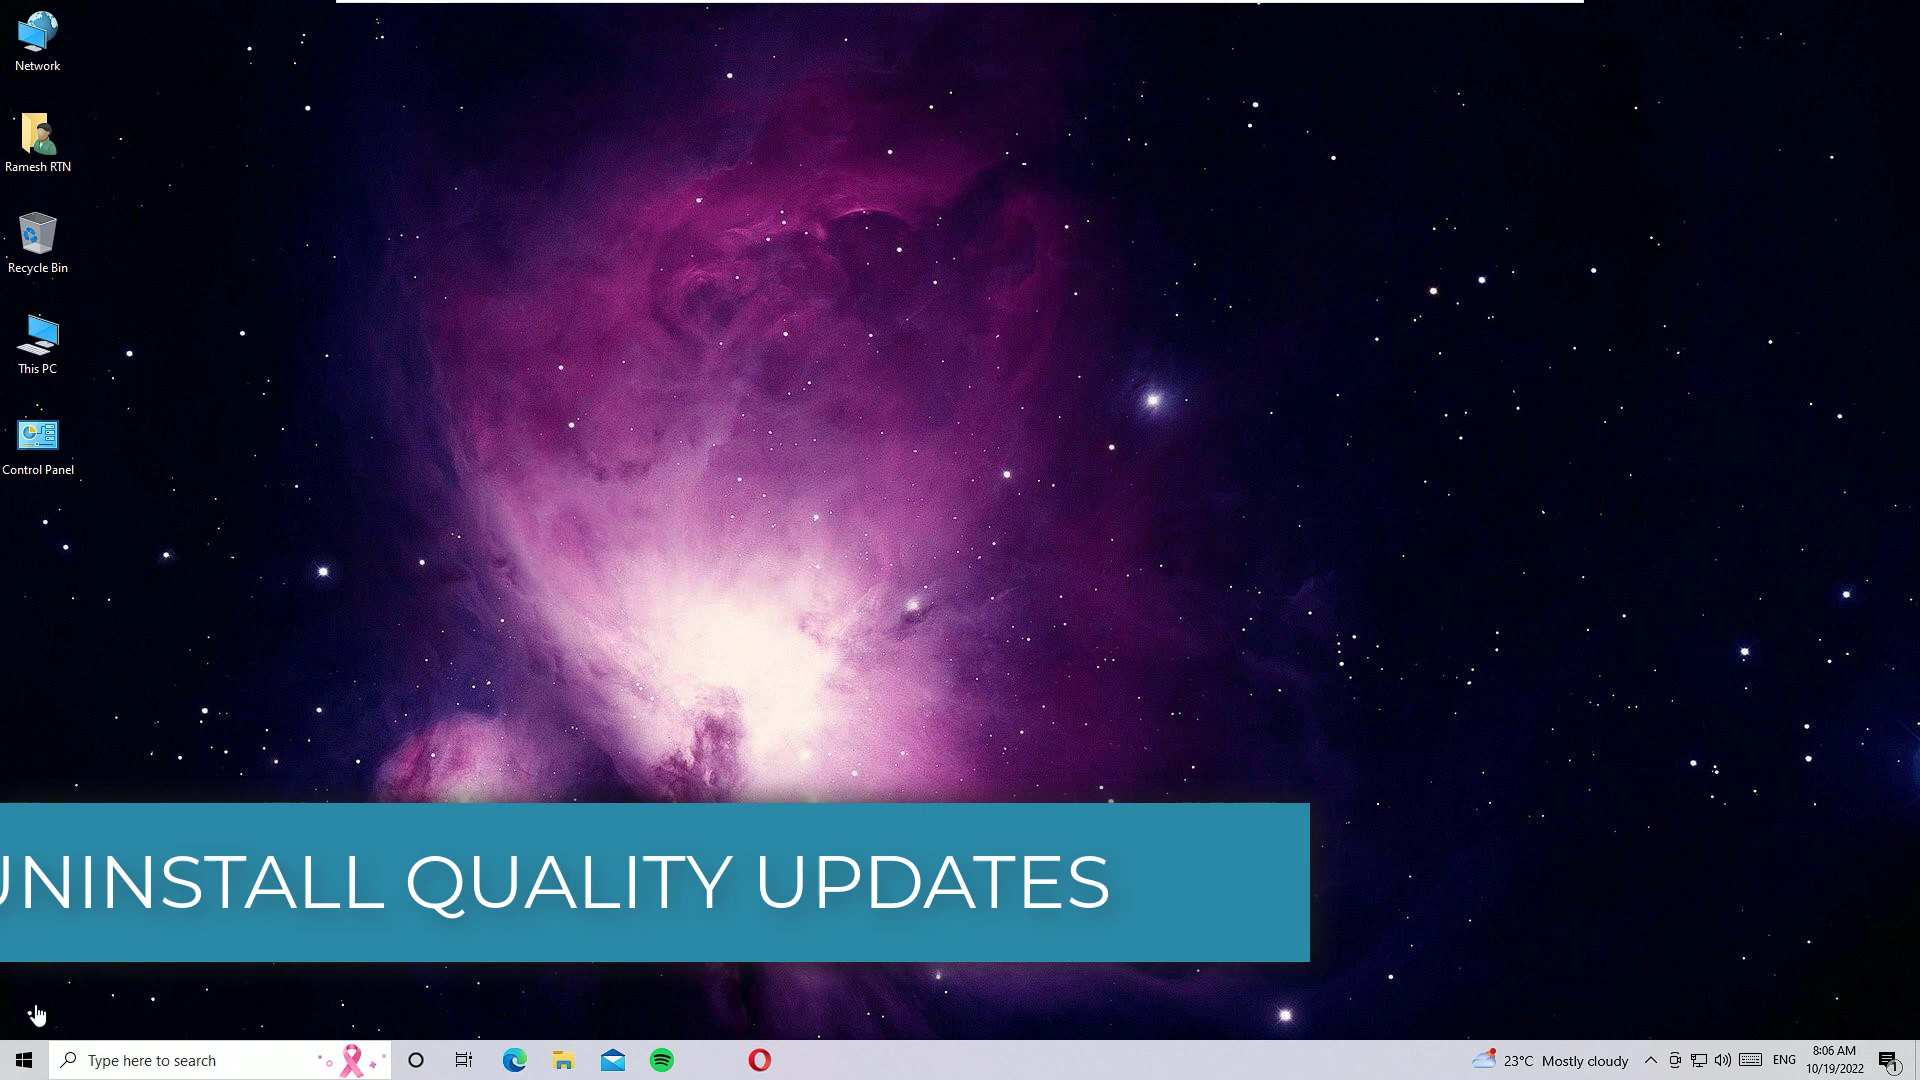 Network
Ramesh RTN
Recycle Bin
This PC
Control Panel
UNINSTALL QUALITY UPDATES
Type here to search
23°C Mostly cloudy
ENG
8:06 AM
10/19/2022
1